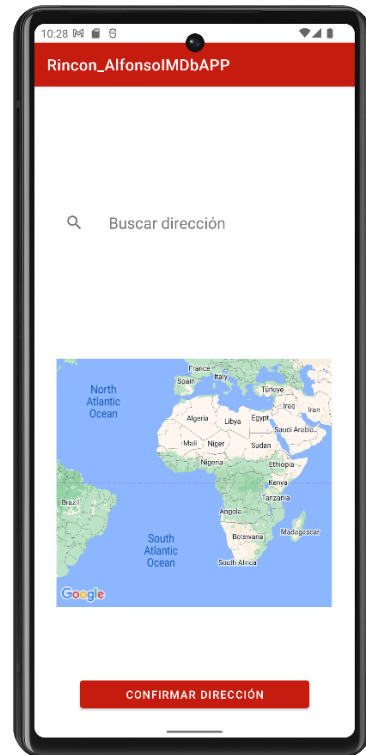 10:28
Rincon_AlfonsoIMDbAPP
Buscar dirección
France
Spain
Italy
Türkiye
North
Atlantic
Ocean
Iraq
Iran
Algeria
Libya
Egypt
Saudi Arabia
Mali
Niger
Sudan
Nigeria
Ethiopia
Kenya
Brazil
Tanzania
Angola
South
Atlantic
Ocean
Botswana
Madagascar
South Africa
Google
CONFIRMAR DIRECCIÓN